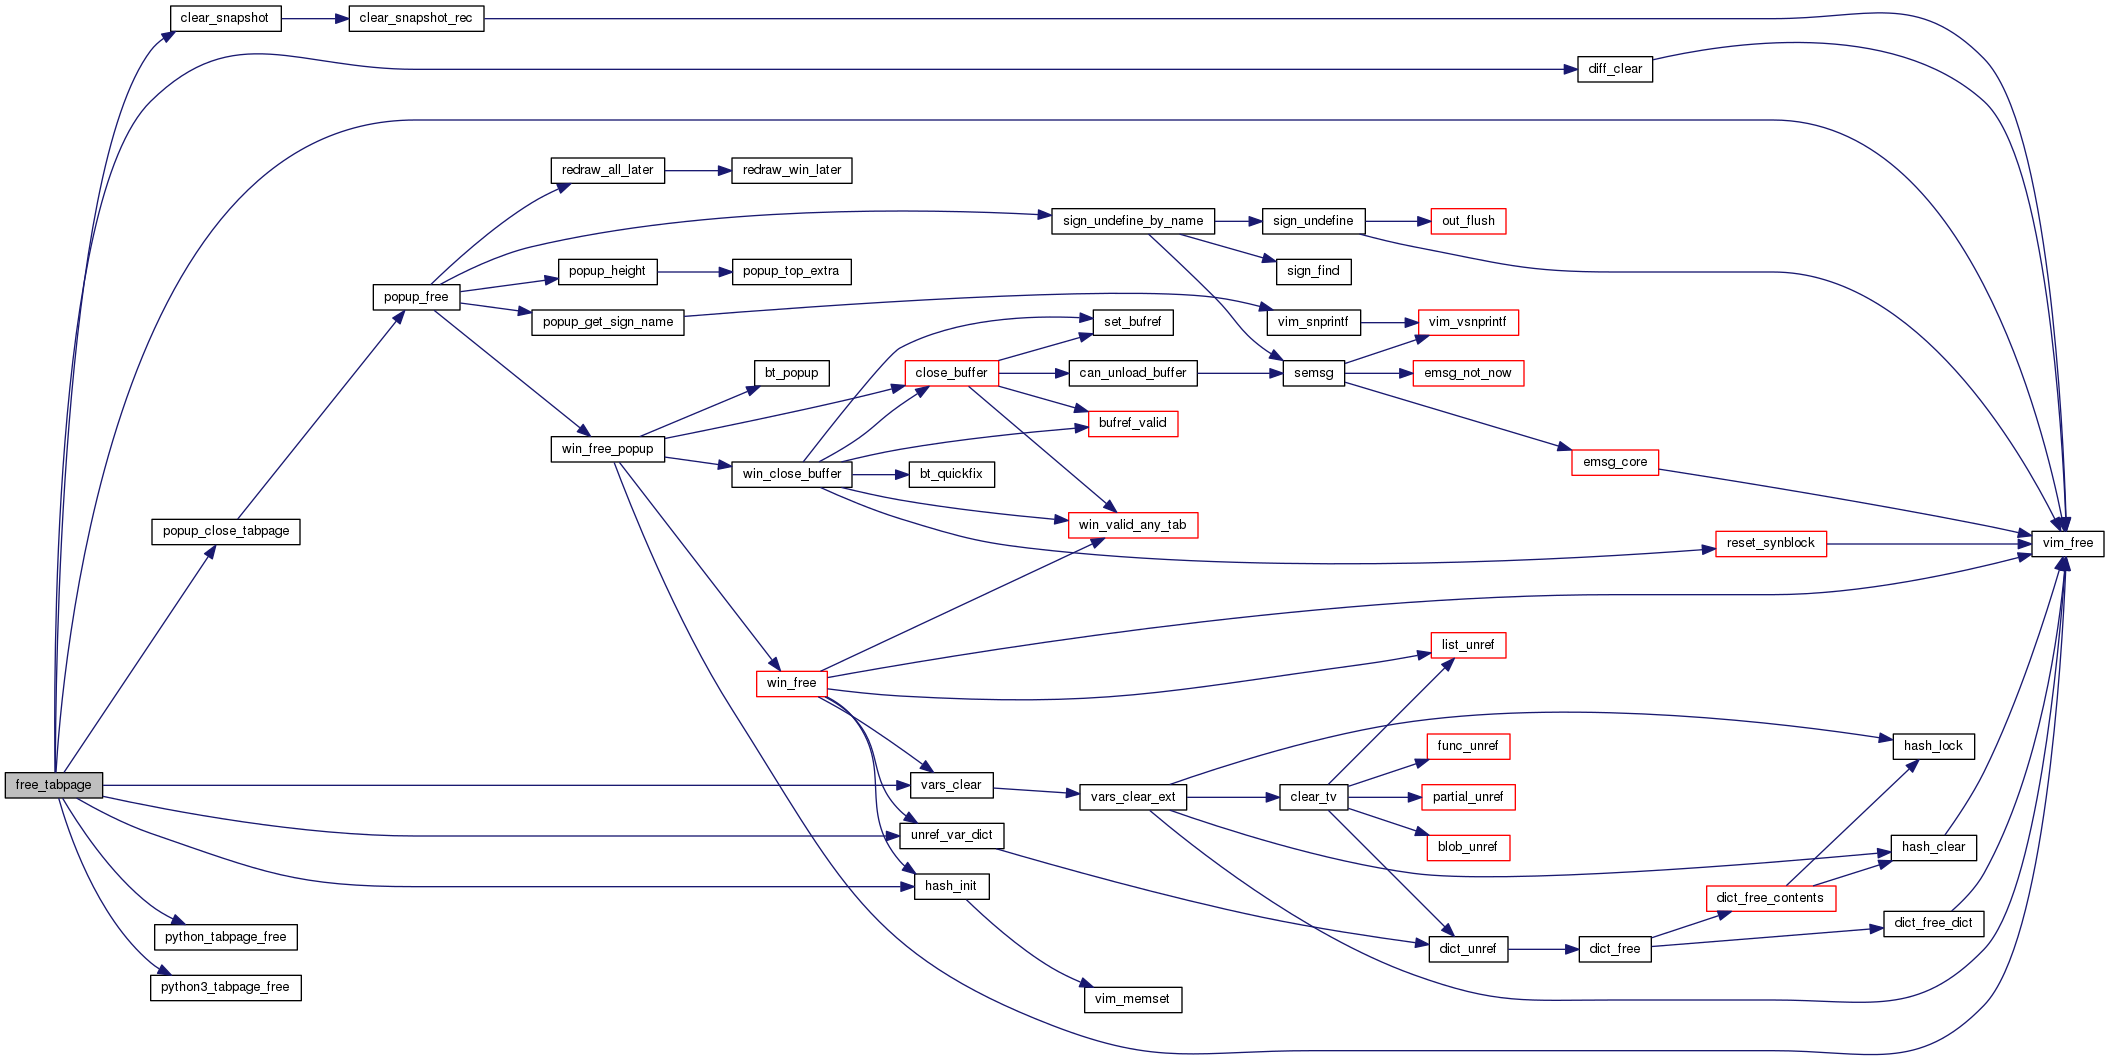 clear_snapshot
clear_snapshot_rec
diff_clear
redraw_all_later
redraw_win_later
sign_undefine_by_name
sign_undefine
out_flush
popup_height
popup_top_extra
sign_find
popup_free
popup_get_sign_name
set_bufref
vim_snprintf
vim_vsnprintf
bt_popup
close_buffer
can_unload_buffer
semsg
emsg_not_now
bufref_valid
win_free_popup
win_close_buffer
bt_quickfix
emsg_core
popup_close_tabpage
win_valid_any_tab
reset_synblock
vim_free
list_unref
win_free
func_unref
hash_lock
free_tabpage
vars_clear
vars_clear_ext
clear_tv
partial_unref
unref_var_dict
blob_unref
hash_clear
hash_init
dict_free_contents
python_tabpage_free
dict_unref
dict_free
dict_free_dict
python3_tabpage_free
vim_memset